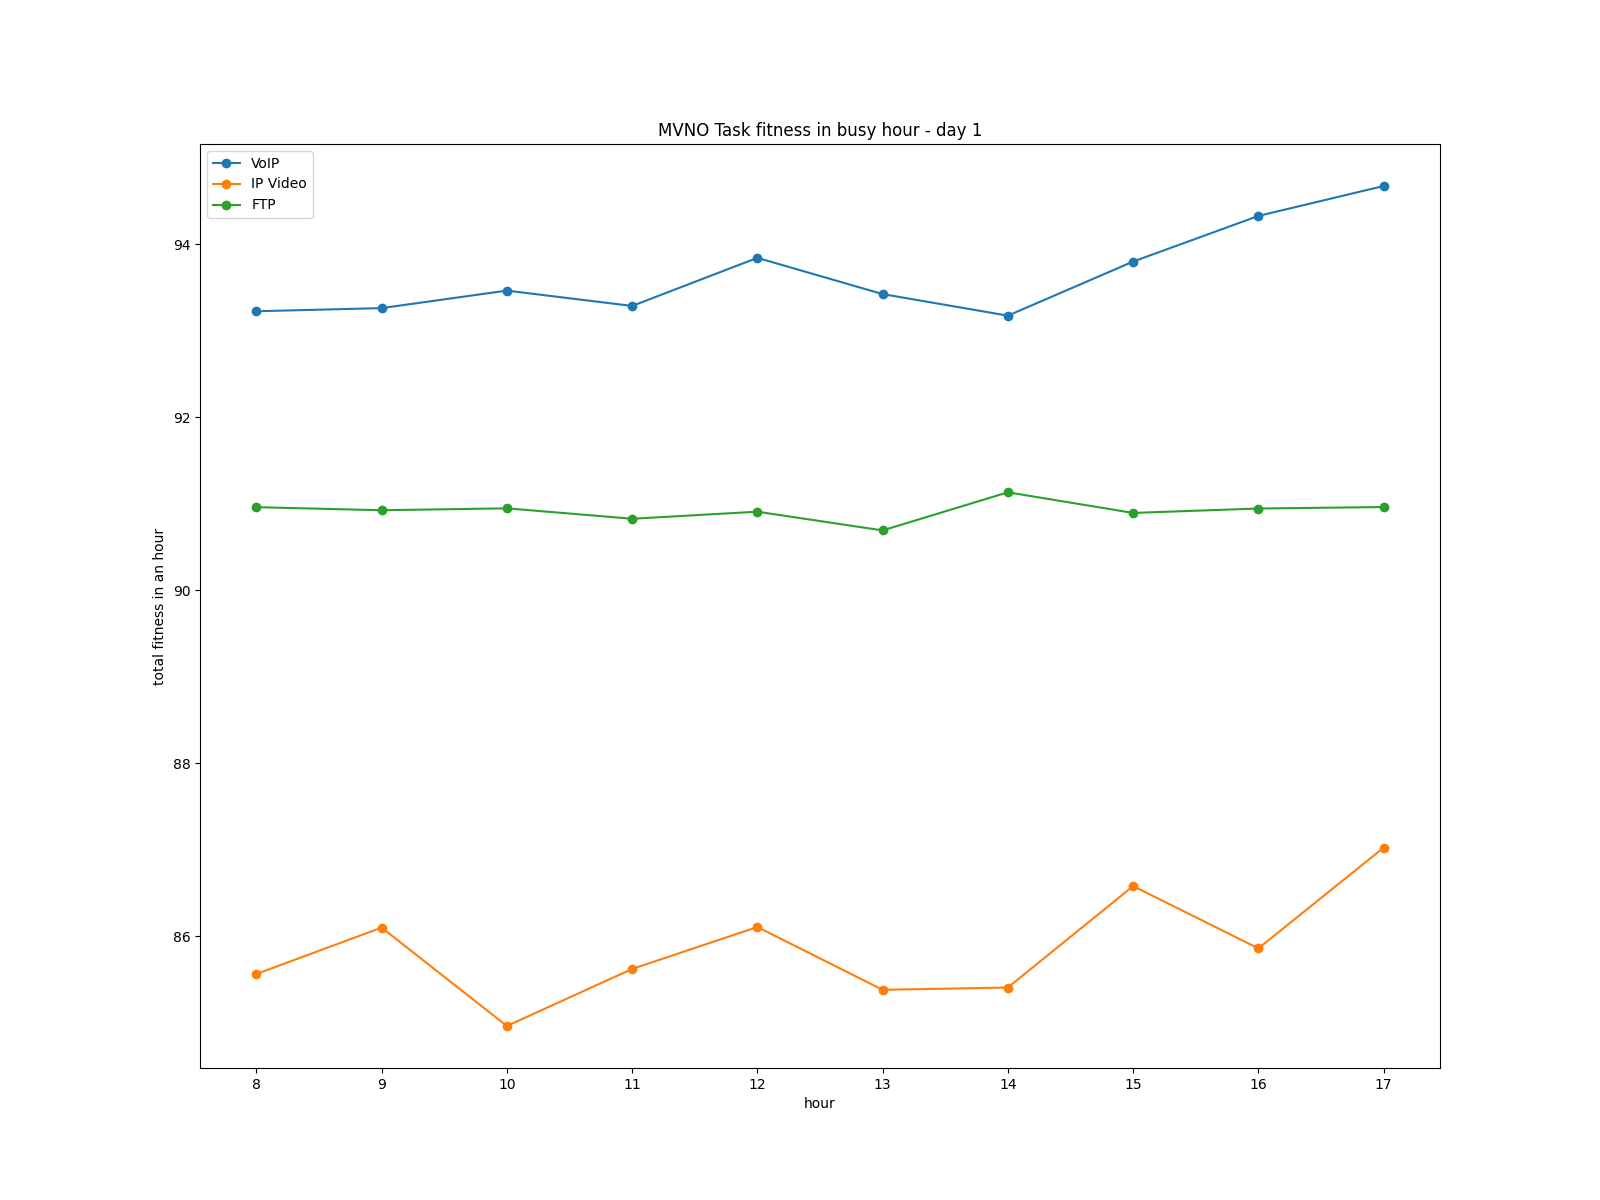 MVNO Task fitness in busy hour - day 1
VoIP
IP Video
FTP
94
92
90
88
86
total fitness in an hour
8 9 10 11 12 13 14 15 16 17
hour